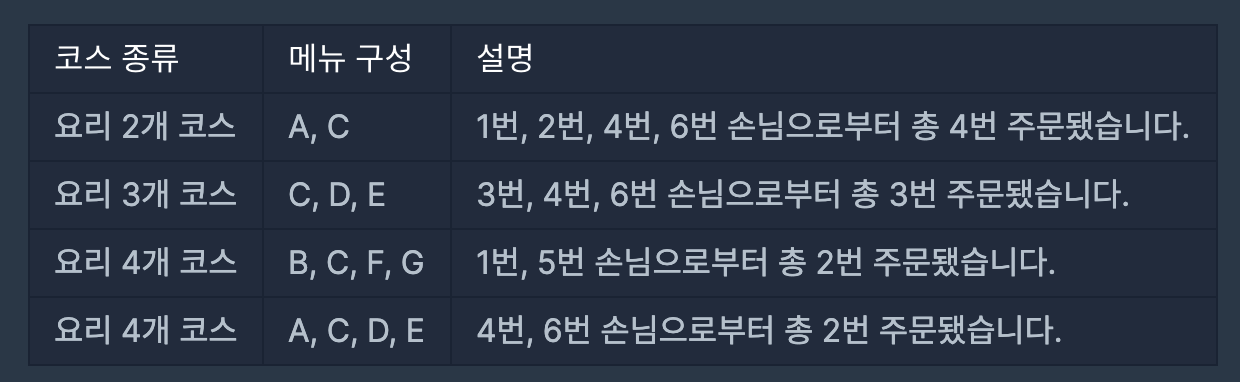 코스 종류 메뉴 구성 설명
요리 2개 코스 A, C 1번, 2번, 4번, 6번 손님으로부터 총 4번 주문됐습니다.
요리 3개 코스 C, D, E 3번, 4번, 6번 손님으로부터 총 3번 주문됐습니다.
요리 4개 코스 B, C, F, G 1번, 5번 손님으로부터 총 2번 주문됐습니다.
요리 4개 코스 A, C, D, E 4번, 6번 손님으로부터 총 2번 주문됐습니다.